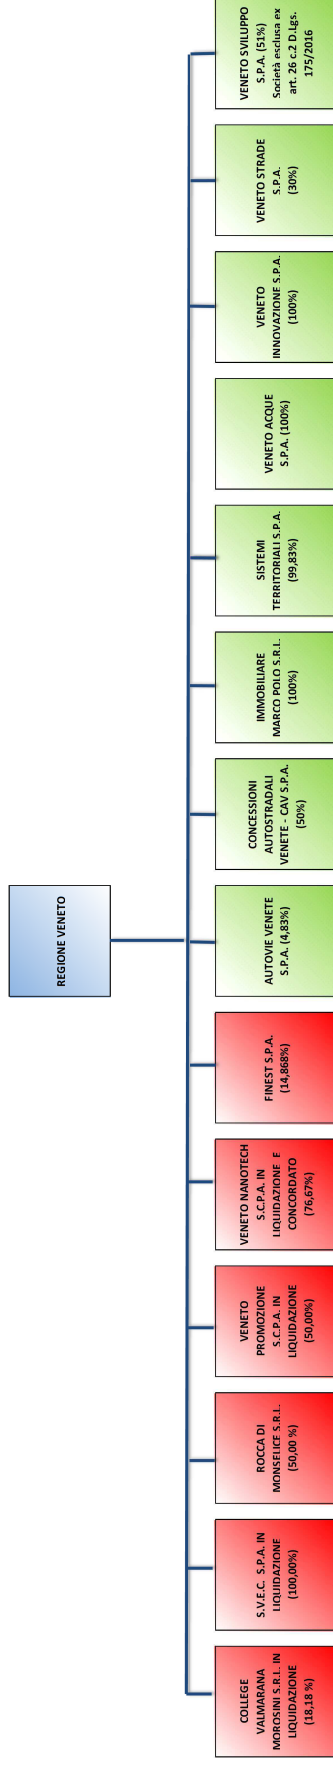 REGIONE VENETO
COLLEGE
VALMARANA
MOROSINI S.R.L. IN
LIQUIDAZIONE
(18,18 %)
S.V.E.C. S.P.A. IN
LIQUIDAZIONE
(100,00%)
ROCCA DI
MONSELICE S.R.L.
(50,00 %)
VENETO
PROMOZIONE
S.C.P.A. IN
LIQUIDAZIONE
(50,00%)
VENETO NANOTECH
S.C.P.A. IN
LIQUIDAZIONE E
CONCORDATO
(76,67%)
FINEST S.P.A.
(14,868%)
AUTOVIE VENETE
S.P.A. (4,83%)
CONCESSIONI
AUTOSTRADALI
VENETE - CAV S.P.A.
(50%)
IMMOBILIARE
MARCO POLO S.R.L.
(100%)
SISTEMI
TERRITORIALI S.P.A.
(99,83%)
VENETO ACQUE
S.P.A. (100%)
VENETO
INNOVAZIONE S.P.A.
(100%)
VENETO STRADE
S.P.A.
(30%)
VENETO SVILUPPO
S.P.A. (51%)
Società esclusa ex
art. 26 c.2 D.Lgs.
175/2016